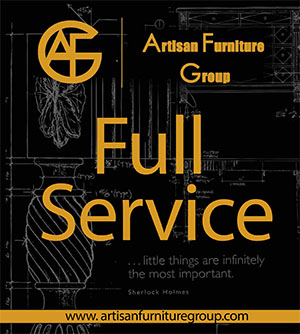 AFG
Artisan Furniture
Group
Full
Service
...little things are infinitely
the most important.
Sherlock Holmes
www.artisanfurnituregroup.com